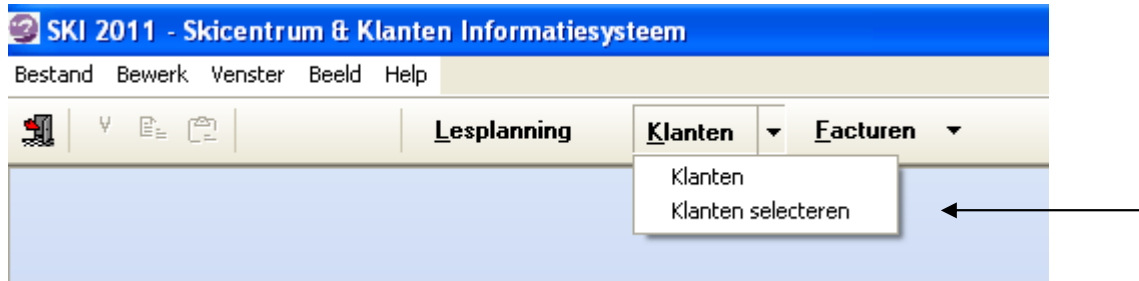 SKI 2011 - Skicentrum & Klanten Informatiesysteem
Bestand Bewerk Venster Beeld Help
Lesplanning Klanten Facturen
Klanten
Klanten selecteren